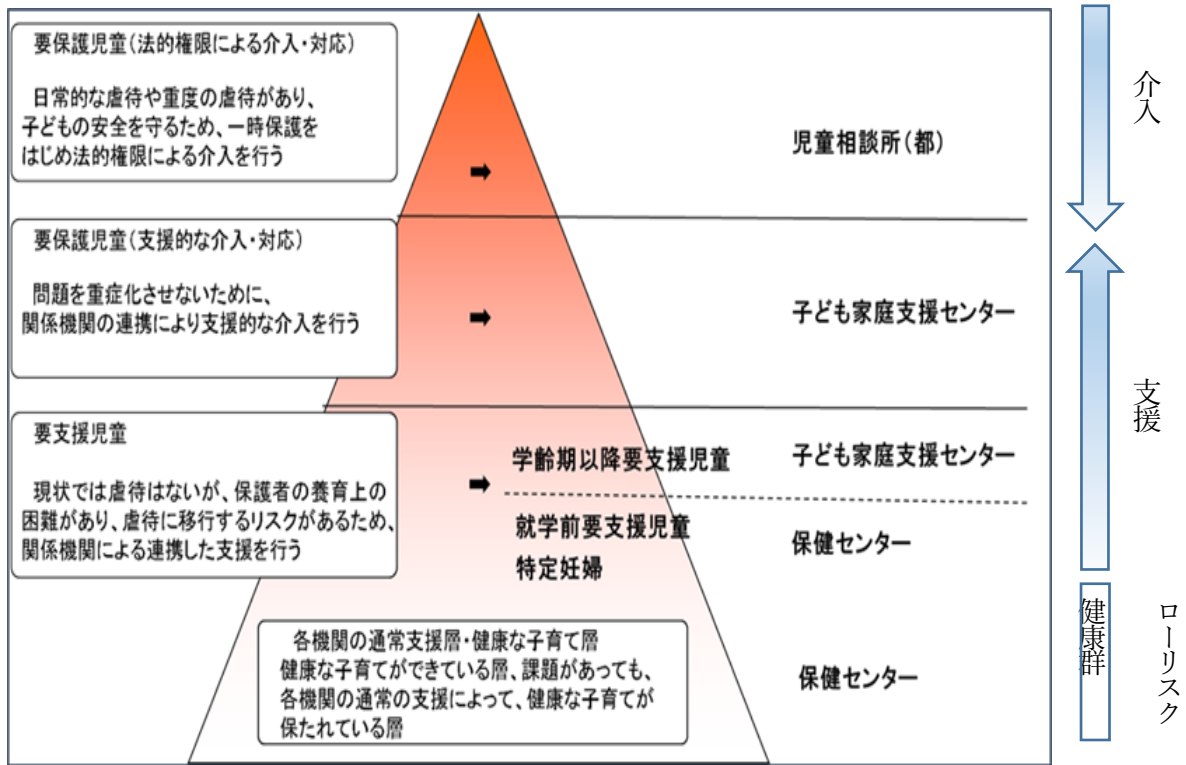 要保護児童(法的権限による介入・対応)
日常的な虐待や重度の虐待があり、
子どもの安全を守るため、一時保護を
はじめ法的権限による介入を行う
児童相談所(都)
介入
要保護児童(支援的な介入・対応)
問題を重症化させないために、
関係機関の連携により支援的な介入を行う
子ども家庭支援センター
支援
要支援児童
現状では虐待はないが、保護者の養育上の
困難があり、虐待に移行するリスクがあるため、
関係機関による連携した支援を行う
学齢期以降要支援児童
子ども家庭支援センター
就学前要支援児童
特定妊婦
保健センター
各機関の通常支援層・健康な子育て層
健康な子育てができている層、課題があっても、
各機関の通常の支援によって、健康な子育てが
保たれている層
保健センター
健康群
ローリスク